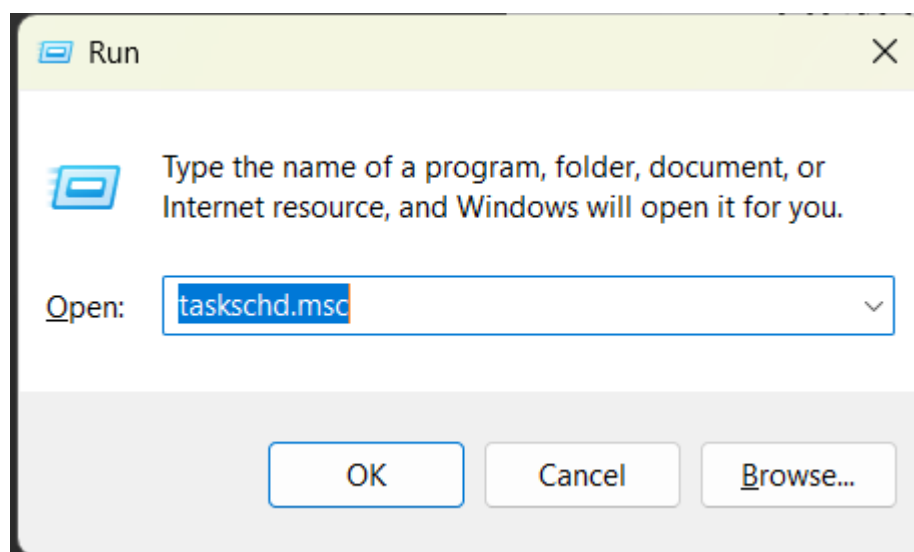 Run
Type the name of a program, folder, document, or
Internet resource, and Windows will open it for you.
Open: taskschd.msc
OK Cancel Browse...